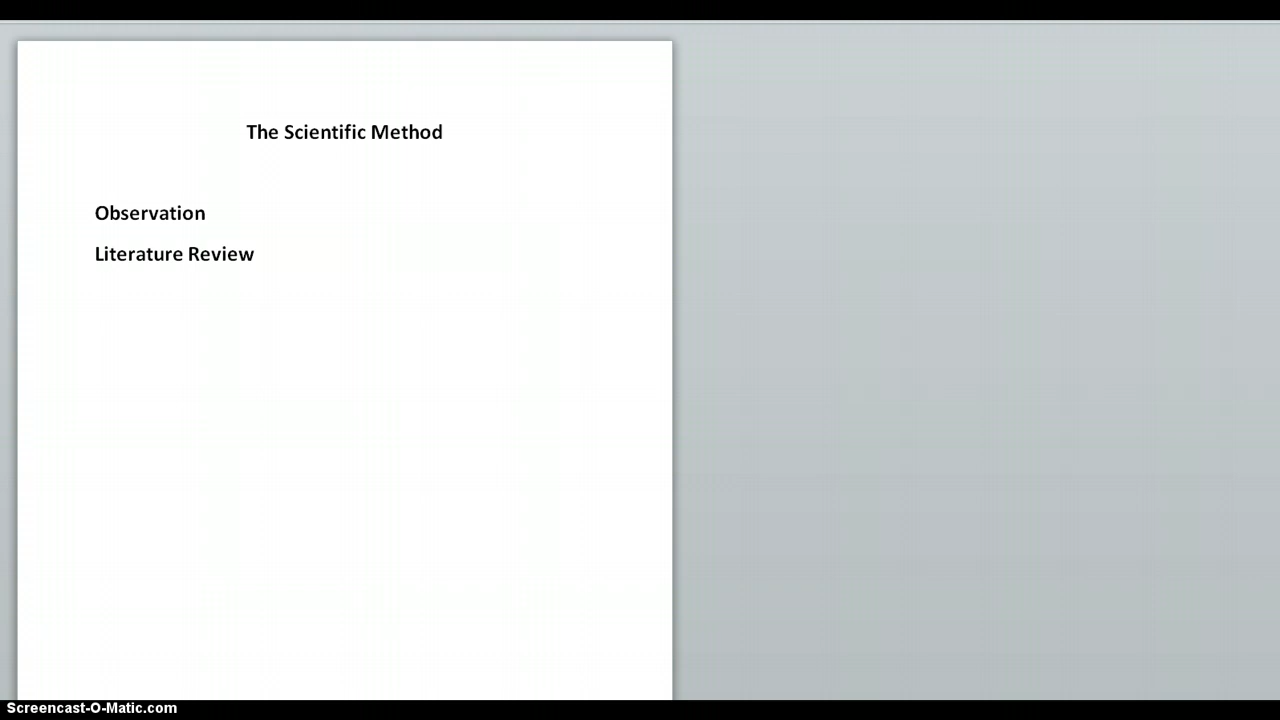 The Scientific Method
Observation
Literature Review
Screencast-O-Matic.com